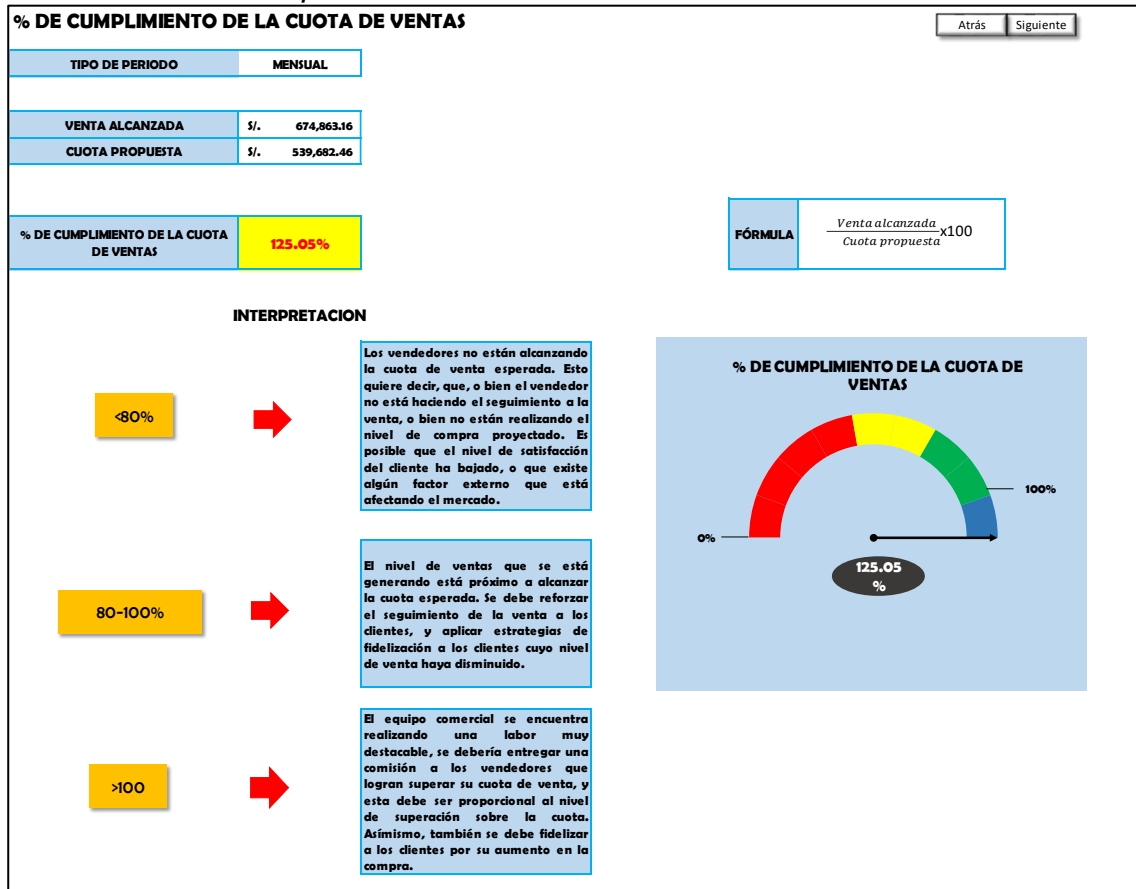 % DE CUMPLIMIENTO DE LA CUOTA DE VENTAS
Atrás Siguiente
TIPO DE PERIODO MENSUAL
VENTA ALCANZADA S/. 674,863.16
CUOTA PROPUESTA S/. 539,682.46
% DE CUMPLIMIENTO DE LA CUOTA
DE VENTAS
125.05%
FÓRMULA
Venta alcanzada
Cuota propuesta
x100
INTERPRETACION
<80%
Los vendedores no están alcanzando
la cuota de venta esperada. Esto
quiere decir, que, o bien el vendedor
no está haciendo el seguimiento a la
venta, o bien no están realizando el
nivel de compra proyectado. Es
posible que el nivel de satisfacción
del cliente ha bajado, o que existe
algún factor externo que está
afectando el mercado.
80-100%
El nivel de ventas que se está
generando está próximo a alcanzar
la cuota esperada. Se debe reforzar
el seguimiento de la venta a los
clientes, y aplicar estrategias de
fidelización a los clientes cuyo nivel
de venta haya disminuido.
>100
El equipo comercial se encuentra
realizando una labor muy
destacable, se debería entregar una
comisión a los vendedores que
logran superar su cuota de venta, y
esta debe ser proporcional al nivel
de superación sobre la cuota.
Asímismo, también se debe fidelizar
a los clientes por su aumento en la
compra.
% DE CUMPLIMIENTO DE LA CUOTA DE
VENTAS
100%
0%
125.05
%